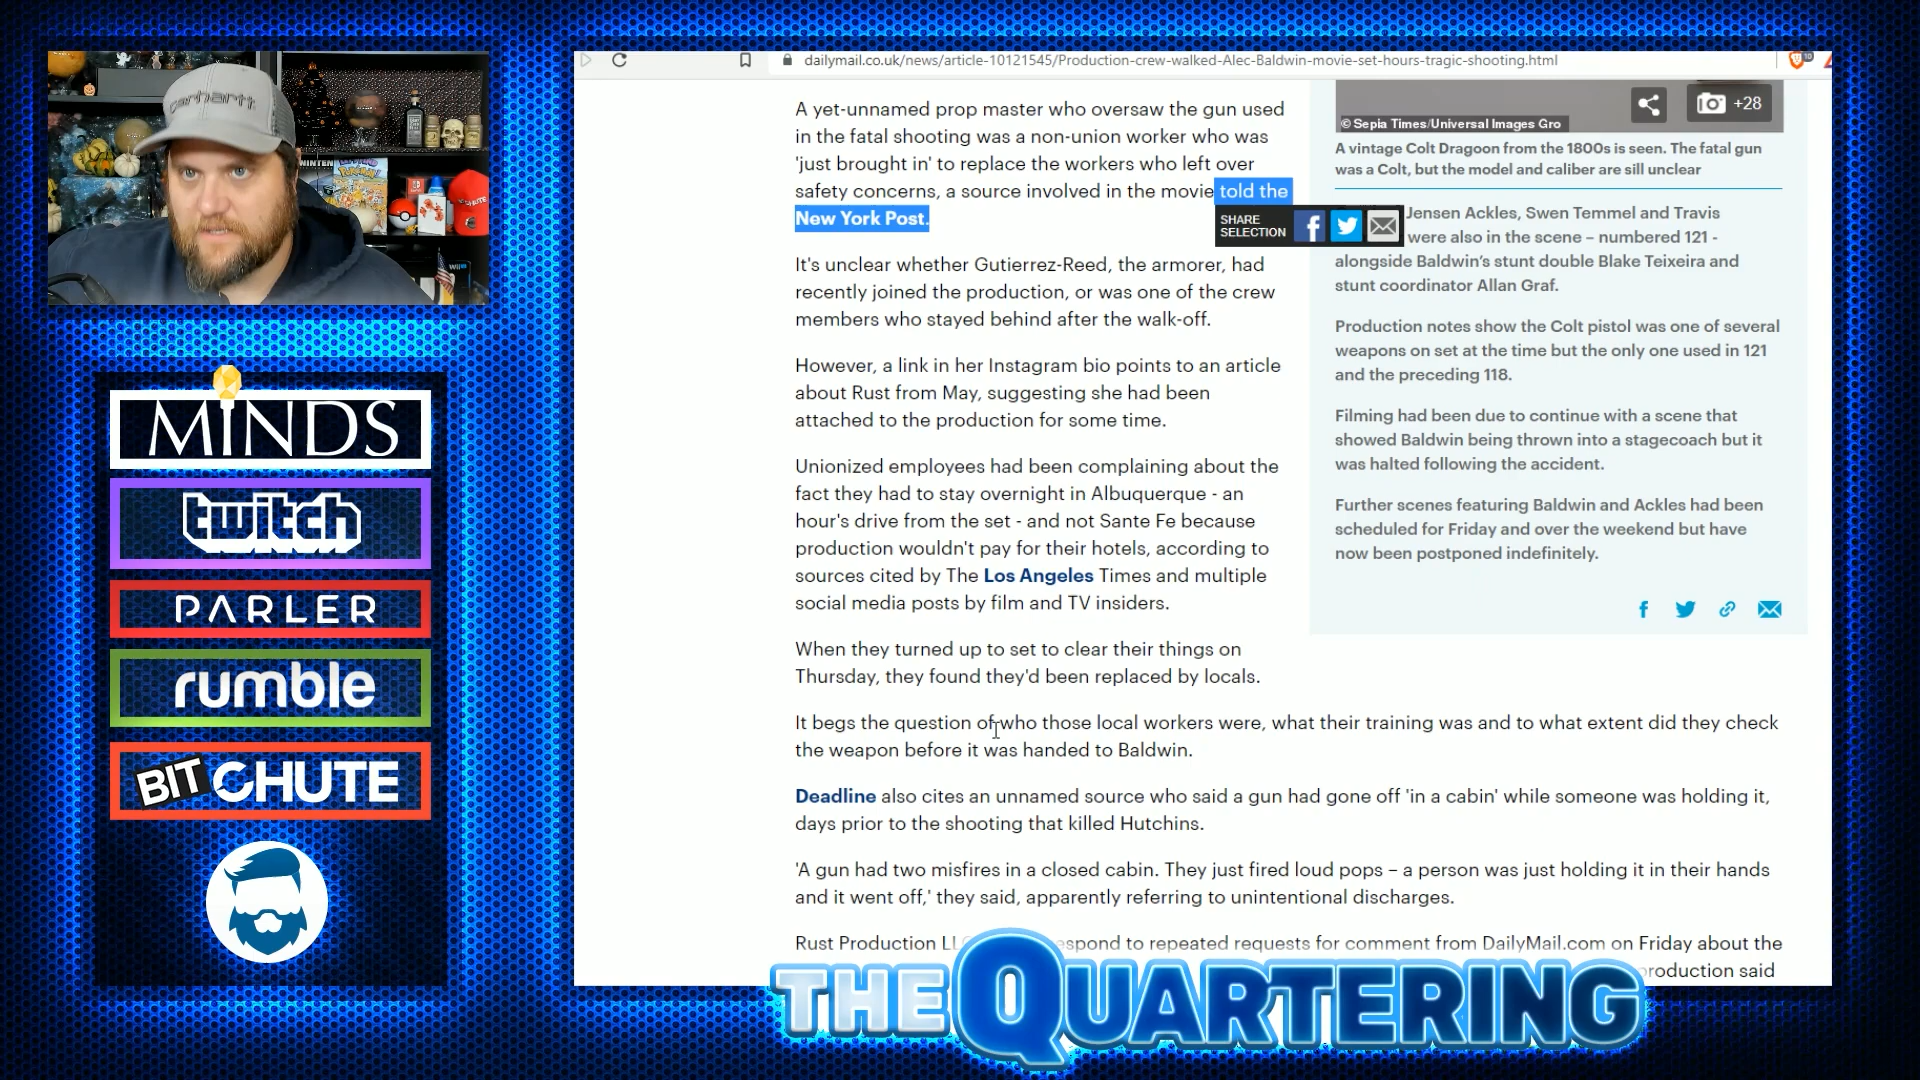 dailymail.co.uk/news/article-10121545/Production-crew-walked-Alec-Baldwin-movie-set-hours-tragic-shooting.html
carhartt
MINDS
twitch
PARLER
rumble
BITCHUTE
A yet-unnamed prop master who oversaw the gun used
in the fatal shooting was a non-union worker who was
'just brought in' to replace the workers who left over
safety concerns, a source involved in the movie told the
New York Post.
SHARE
SELECTION
It's unclear whether Gutierrez-Reed, the armorer, had
recently joined the production, or was one of the crew
members who stayed behind after the walk-off.
However, a link in her Instagram bio points to an article
about Rust from May, suggesting she had been
attached to the production for some time.
Unionized employees had been complaining about the
fact they had to stay overnight in Albuquerque - an
hour's drive from the set - and not Sante Fe because
production wouldn't pay for their hotels, according to
sources cited by The Los Angeles Times and multiple
social media posts by film and TV insiders.
When they turned up to set to clear their things on
Thursday, they found they'd been replaced by locals.
It begs the question of who those local workers were, what their training was and to what extent did they check
the weapon before it was handed to Baldwin.
Deadline also cites an unnamed source who said a gun had gone off 'in a cabin' while someone was holding it,
days prior to the shooting that killed Hutchins.
'A gun had two misfires in a closed cabin. They just fired loud pops – a person was just holding it in their hands
and it went off,' they said, apparently referring to unintentional discharges.
Rust Production respond to repeated requests for comment from DailyMail.com on Friday about the
production said
+28
© Sepia Times/Universal Images Gro
A vintage Colt Dragoon from the 1800s is seen. The fatal gun
was a Colt, but the model and caliber are sill unclear
Jensen Ackles, Swen Temmel and Travis
were also in the scene – numbered 121 -
alongside Baldwin's stunt double Blake Teixeira and
stunt coordinator Allan Graf.
Production notes show the Colt pistol was one of several
weapons on set at the time but the only one used in 121
and the preceding 118.
Filming had been due to continue with a scene that
showed Baldwin being thrown into a stagecoach but it
was halted following the accident.
Further scenes featuring Baldwin and Ackles had been
scheduled for Friday and over the weekend but have
now been postponed indefinitely.
THE QUARTERING